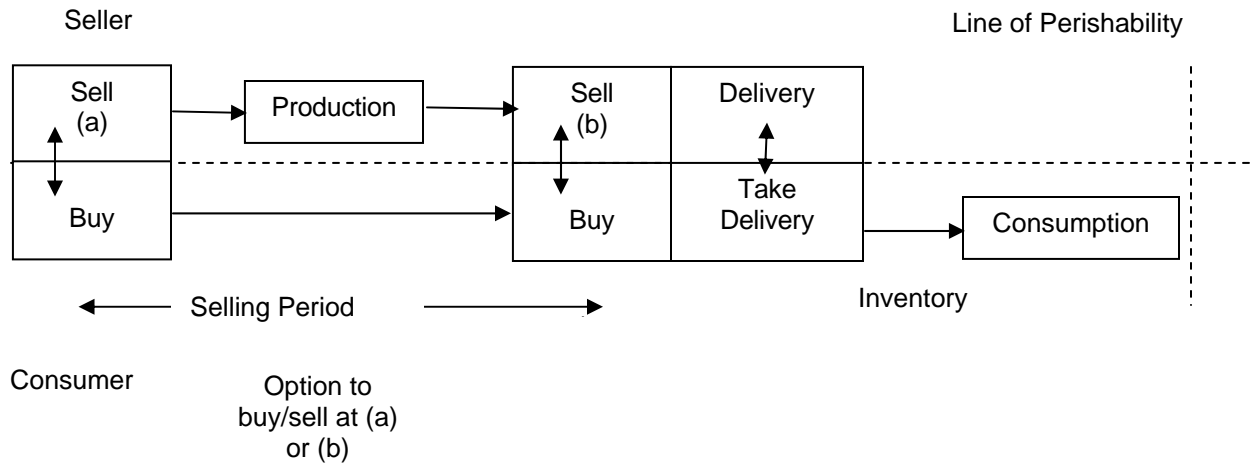 Seller
Line of Perishability
Sell
(a)
Production
Sell
(b)
Delivery
Buy
Buy
Take
Delivery
Consumption
Selling Period
Inventory
Consumer
Option to
buy/sell at (a)
or (b)